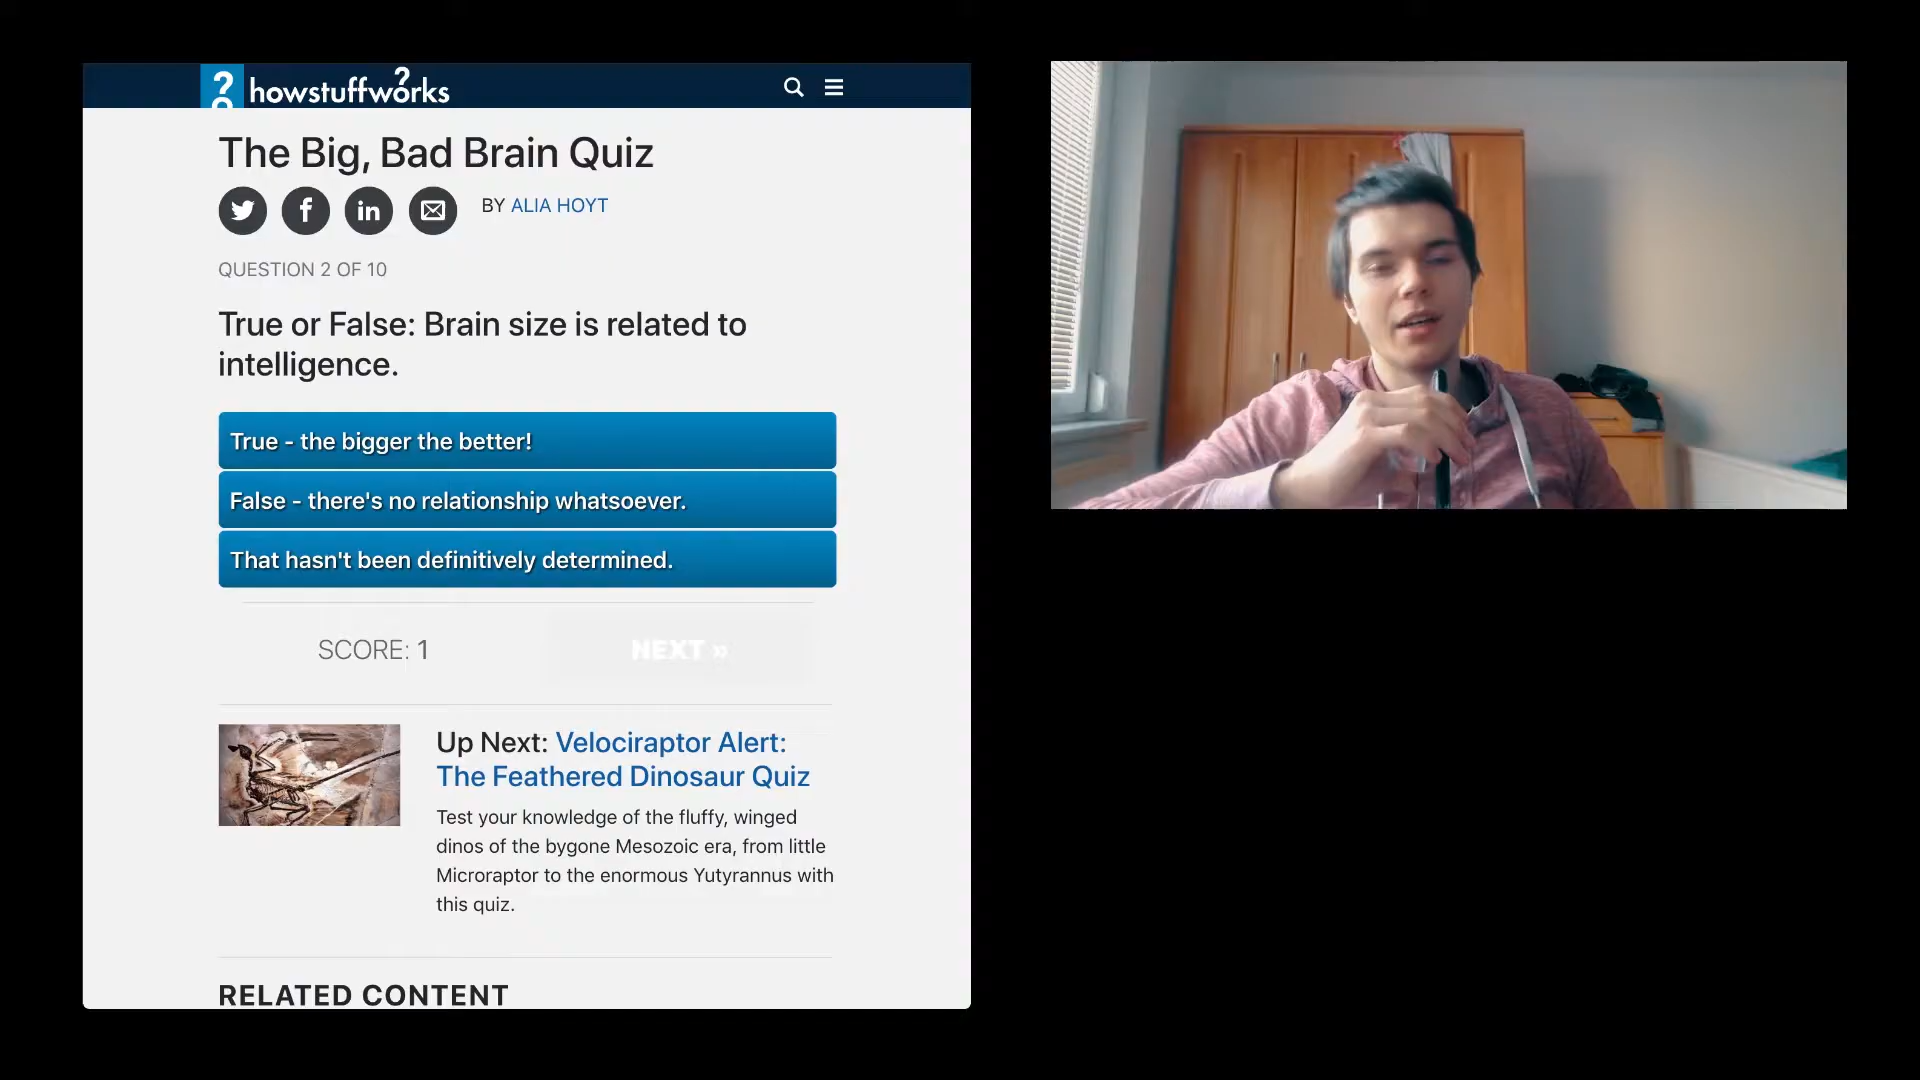 howstuffworks
The Big, Bad Brain Quiz
BY ALIA HOYT
QUESTION 2 OF 10
True or False: Brain size is related to
intelligence.
True - the bigger the better!
False - there's no relationship whatsoever.
That hasn't been definitively determined.
SCORE: 1
NEXT »
Up Next: Velociraptor Alert:
The Feathered Dinosaur Quiz
Test your knowledge of the fluffy, winged
dinos of the bygone Mesozoic era, from little
Microraptor to the enormous Yutyrannus with
this quiz.
RELATED CONTENT